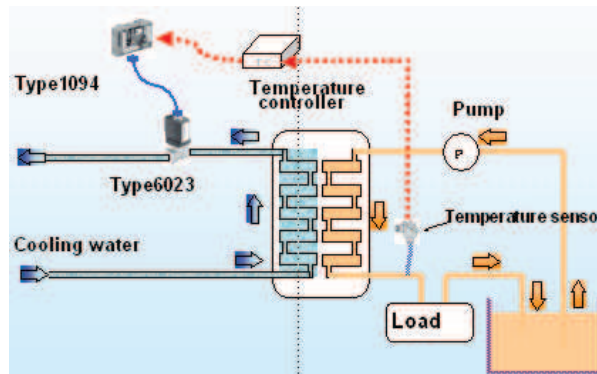 Type1094
Temperature
controller
Pump
P
Type6023
Temperature senso
Cooling water
Load